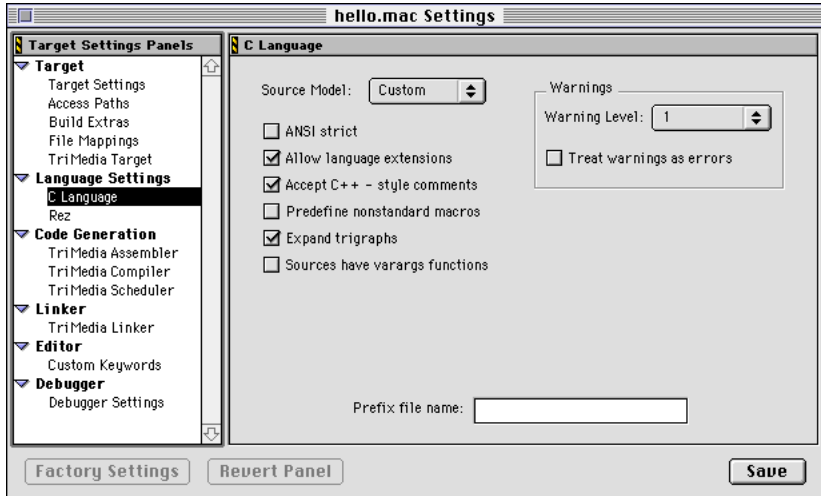 hello.mac Settings
Target Settings Panels
Target
Target Settings
Access Paths
Build Extras
File Mappings
TriMedia Target
Language Settings
C Language
Rez
Code Generation
TriMedia Assembler
TriMedia Compiler
TriMedia Scheduler
Linker
TriMedia Linker
Editor
Custom Keywords
Debugger
Debugger Settings
C Language
Source Model: Custom
ANSI strict
Allow language extensions
Accept C++ - style comments
Predefine nonstandard macros
Expand trigraphs
Sources have varargs functions
Warnings
Warning Level: 1
Treat warnings as errors
Prefix file name:
Factory Settings
Revert Panel
Save